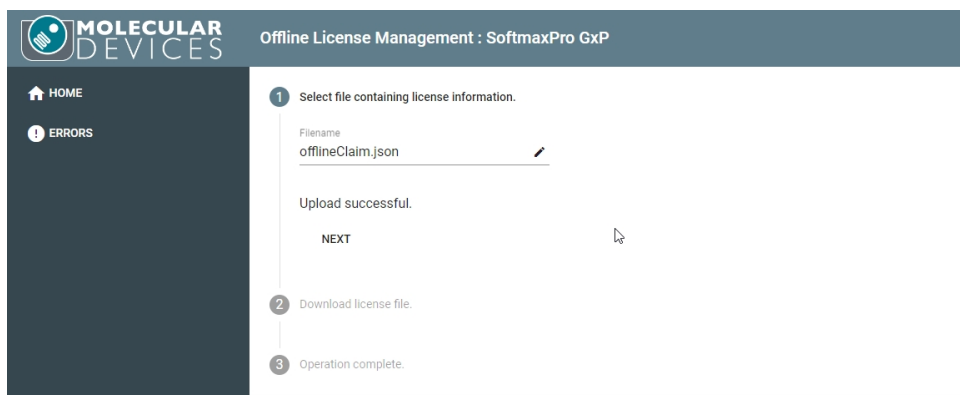 MOLECULAR
DEVICES
Offline License Management : SoftmaxPro GxP
HOME
ERRORS
1 Select file containing license information.
Filename
offlineClaim.json
Upload successful.
NEXT
2 Download license file.
3 Operation complete.